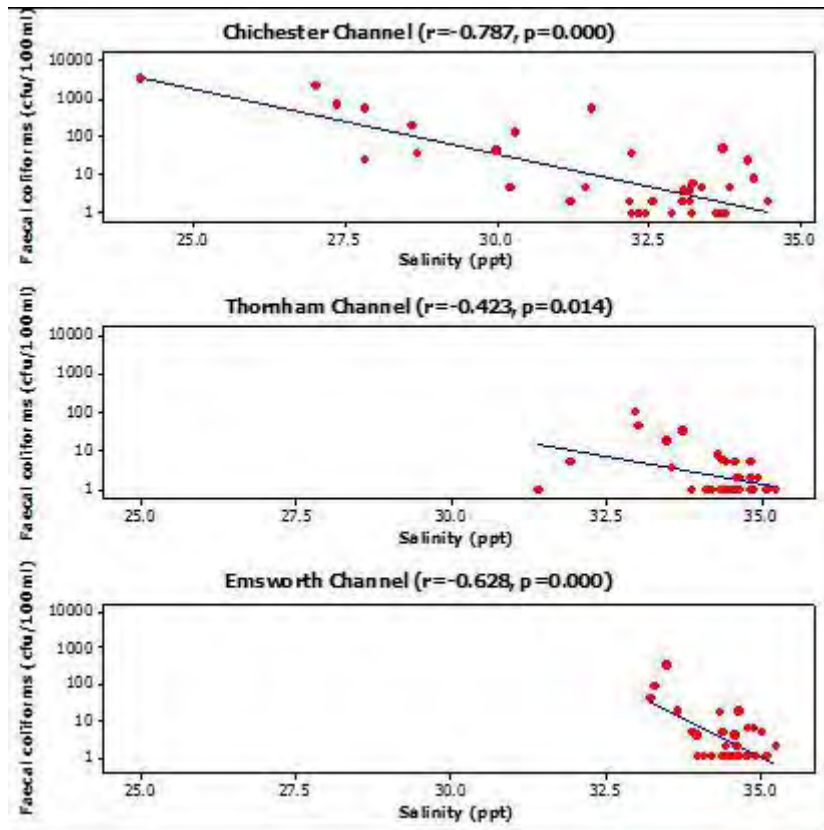 Chichester Channel (r=-0.787, p=0.000)
Faecal coliforms (cfu/100ml)
10000
1000
100
10
1
25.0 27.5 30.0 32.5 35.0
Salinity (ppt)
Thornham Channel (r=-0.423, p=0.014)
Faecal coliforms (cfu/100ml)
10000
1000
100
10
1
25.0 27.5 30.0 32.5 35.0
Salinity (ppt)
Emsworth Channel (r=-0.628, p=0.000)
Faecal coliforms (cfu/100ml)
10000
1000
100
10
1
25.0 27.5 30.0 32.5 35.0
Salinity (ppt)